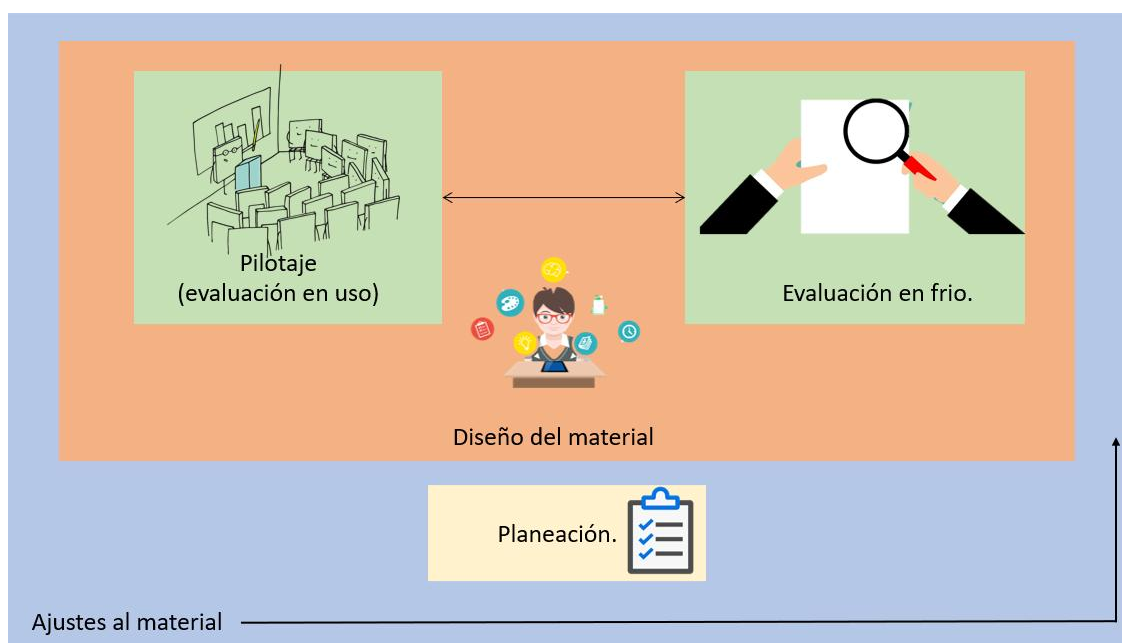 Pilotaje
(evaluación en uso)
Evaluación en frio.
Diseño del material
Planeación.
Ajustes al material